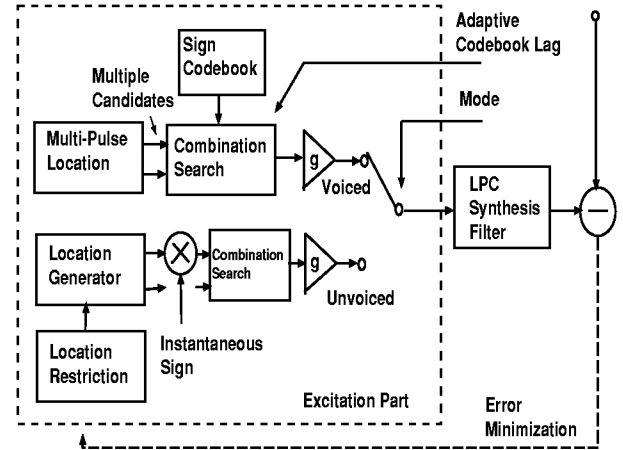 Sign
Codebook
Adaptive
Codebook Lag
Multiple
Candidates
Mode
Multi-Pulse
Location
Combination
Search
g
Voiced
LPC
Synthesis
Filter
Location
Generator
Combination
Search
g
Unvoiced
Instantaneous
Sign
Location
Restriction
Excitation Part
Error
Minimization